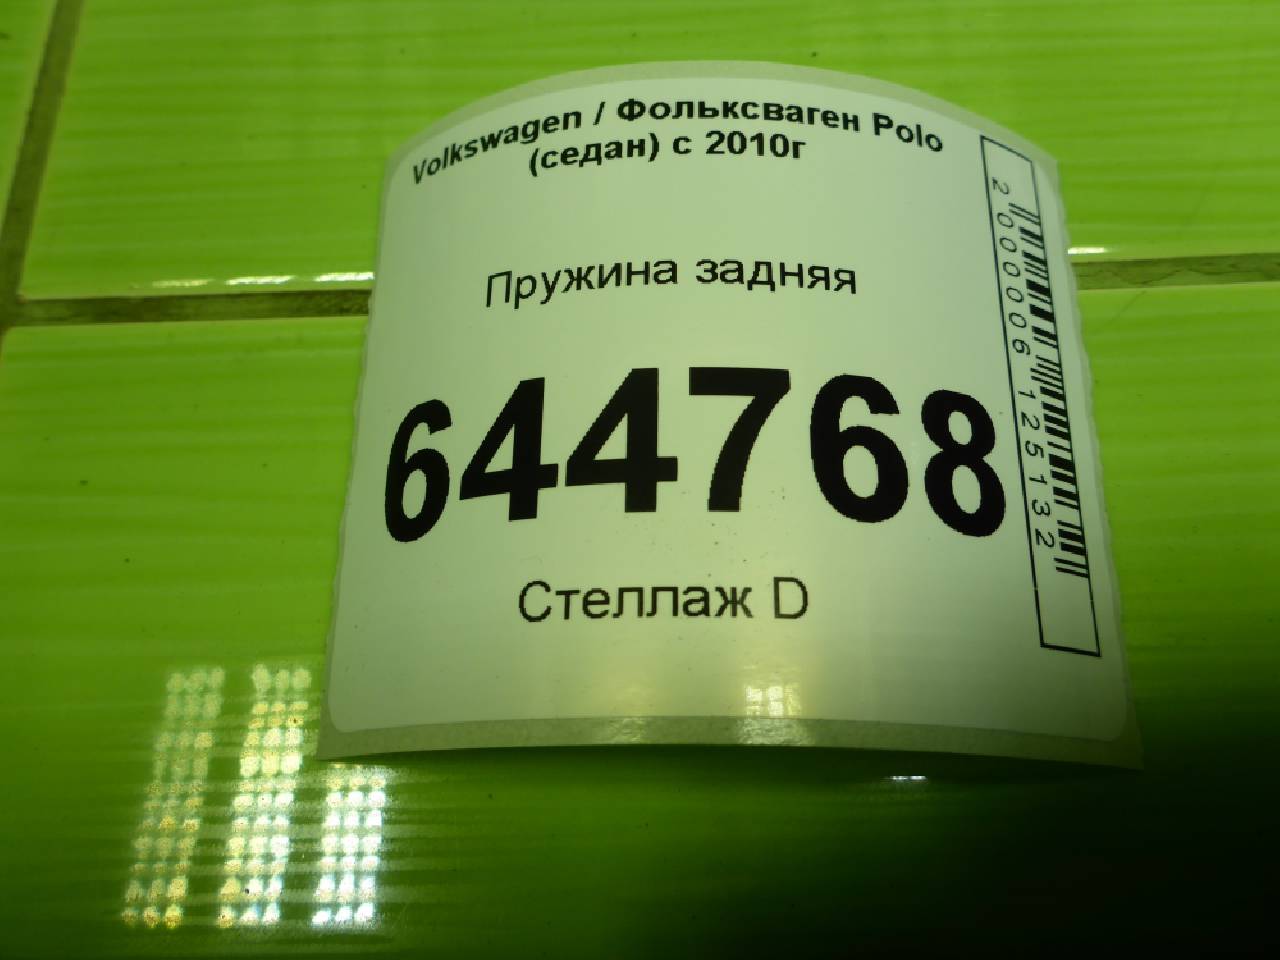 Volkswagen / Фольксваген Polo
(седан) с 2010г
Пружина задняя
644768
Стеллаж D
2000006125132